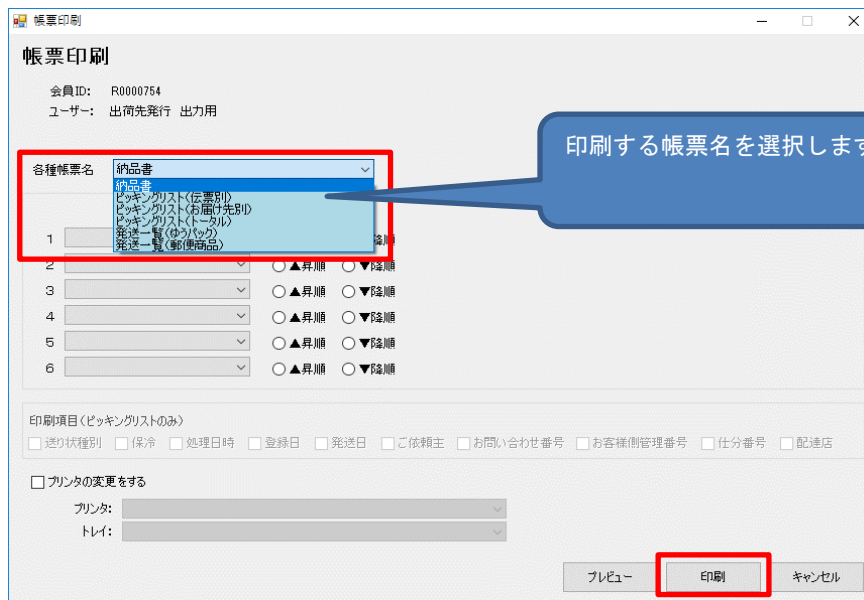 帳票印刷
帳票印刷
会員ID: R0000754
ユーザー: 出荷先発行 出力用
印刷する帳票名を選択します
各種帳票名 納品書
納品書
ピッキングリスト(伝票別)
ピッキングリスト(お届け先別)
ピッキングリスト(トータル)
発送一覧(ゆうパック)
発送一覧(郵便商品)
1 降順
2 ▲昇順 ▼降順
3 ▲昇順 ▼降順
4 ▲昇順 ▼降順
5 ▲昇順 ▼降順
6 ▲昇順 ▼降順
印刷項目(ピッキングリストのみ)
送り状種別 保冷 処理日時 登録日 発送日 ご依頼主 お問い合わせ番号 お客様側管理番号 仕分番号 配達店
プリンタの変更をする
プリンタ:
トレイ:
プレビュー 印刷 キャンセル